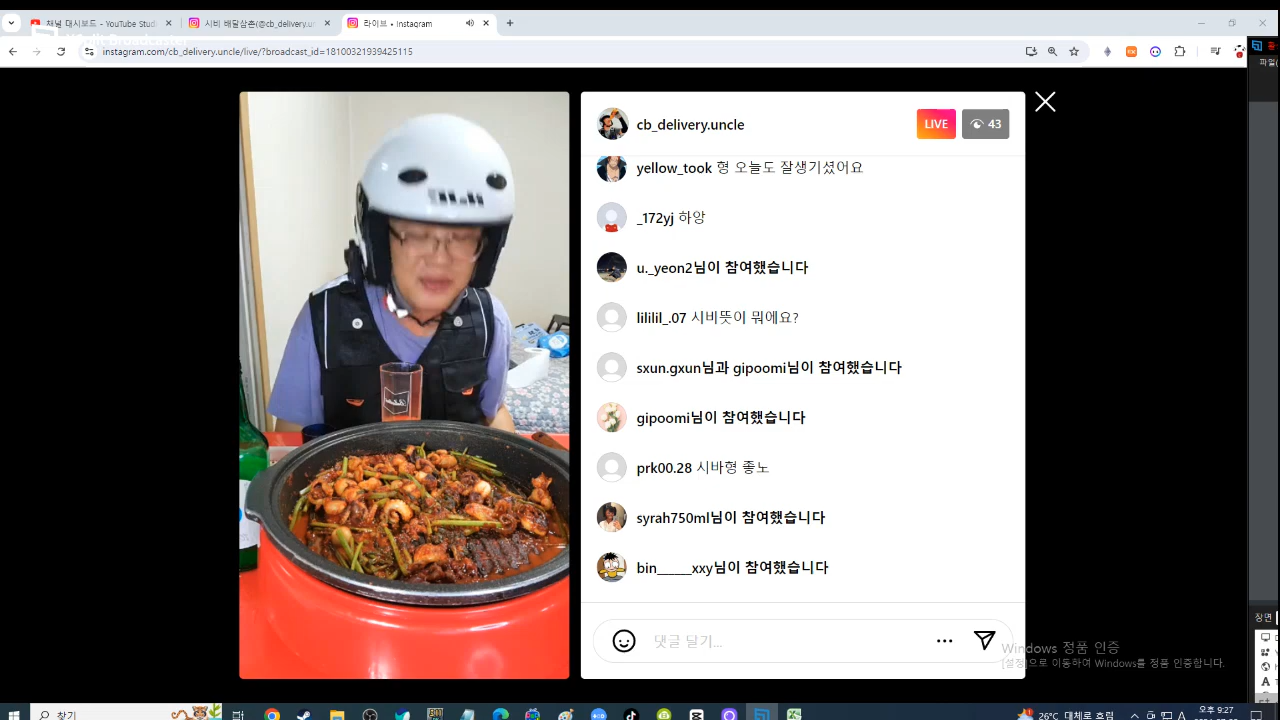 채널 대시보드 - YouTube Studi
시비 배달삼촌(@cb_delivery.u
라이브 • Instagram
instagram.com/cb_delivery.uncle/live/?broadcast_id=18100321939425115
파일(
cb_delivery.uncle
LIVE
43
yellow_took 형 오늘도 잘생기셨어요
_172yj 하앙
u._yeon2님이 참여했습니다
lililil_.07 시비뜻이 뭐에요?
sxun.gxun님과 gipoomi님이 참여했습니다
gipoomi님이 참여했습니다
prk00.28 시바형 좋노
syrah750ml님이 참여했습니다
bin______xxy님이 참여했습니다
댓글 달기...
Windows 정품 인증
[설정]으로 이동하여 Windows를 정품 인증합니다.
장면
찾기
26°C 대체로 흐림
오후 9:27